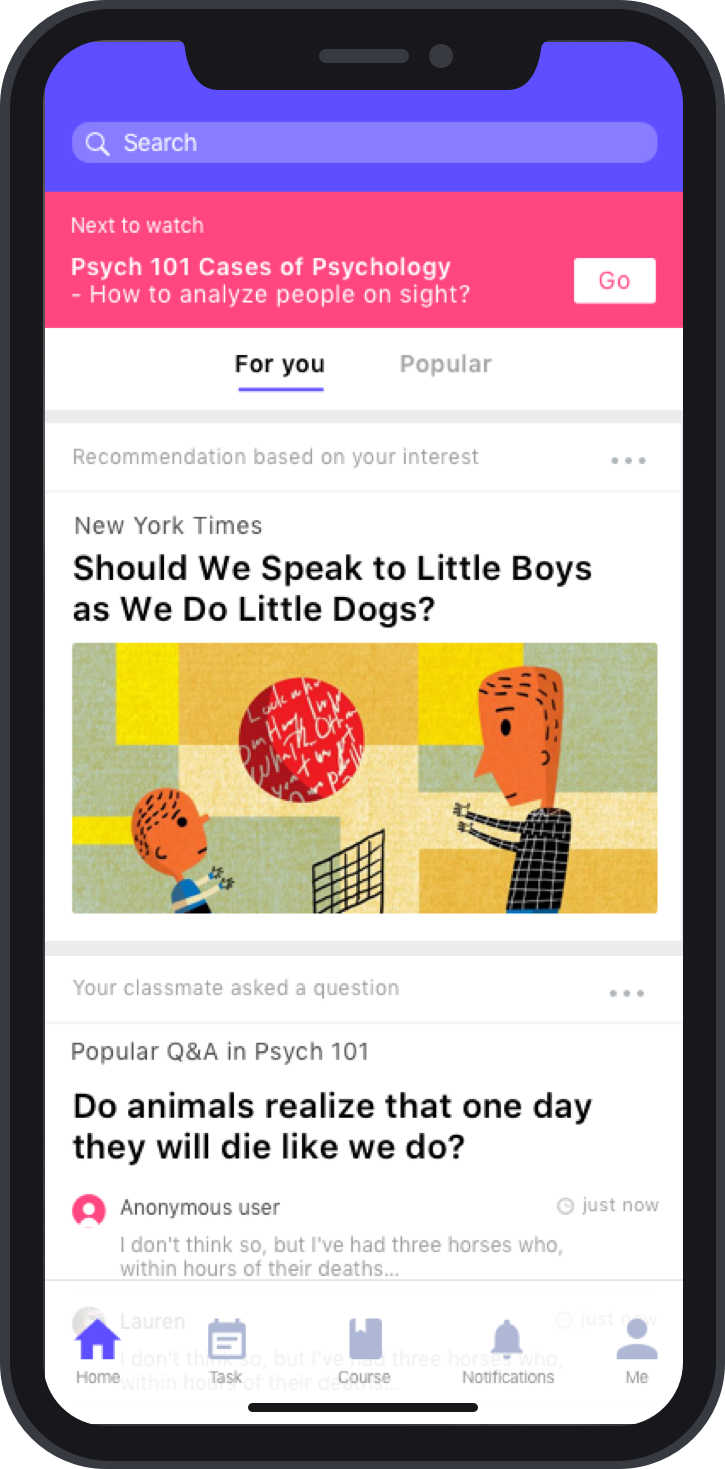 Search
Next to watch
Psych 101 Cases of Psychology
- How to analyze people on sight?
Go
For you
Popular
Recommendation based on your interest
New York Times
Should We Speak to Little Boys
as We Do Little Dogs?
Your classmate asked a question
Popular Q&A in Psych 101
Do animals realize that one day
they will die like we do?
Anonymous user
just now
I don't think so, but I've had three horses who,
within hours of their deaths...
Lauren
just now
I don't think so, but I've had three horses who,
within hours of their deaths...
Home
Task
Course
Notifications
Me